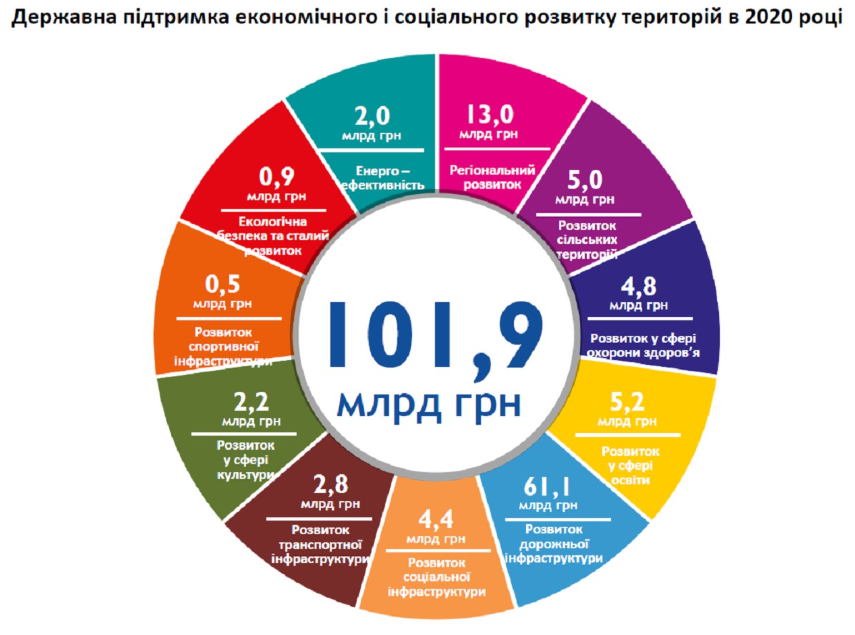 Державна підтримка економічного і соціального розвитку територій в 2020 році
2,0
млрд грн
Енерго –
ефективність
13,0
млрд грн
Регіональний
розвиток
5,0
млрд грн
Розвиток
сільських
територій
4,8
млрд грн
Розвиток у сфері
охорони здоров’я
5,2
млрд грн
Розвиток
у сфері
освіти
61,1
млрд грн
Розвиток
дорожньої
інфраструктури
4,4
млрд грн
Розвиток
соціальної
інфраструктури
2,8
млрд грн
Розвиток
транспортної
інфраструктури
2,2
млрд грн
Розвиток
у сфері
культури
0,5
млрд грн
Розвиток
спортивної
інфраструктури
0,9
млрд грн
Екологічна
безпека та сталий
розвиток
101,9
млрд грн